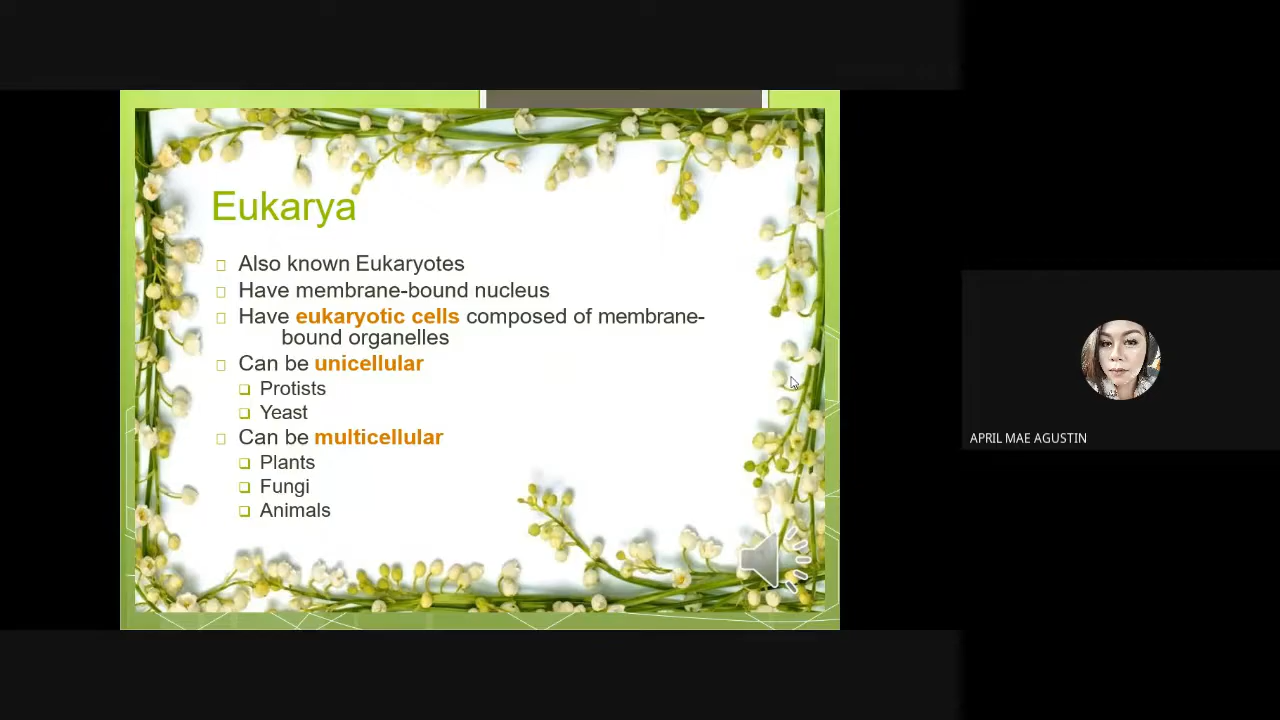 Eukarya
Also known Eukaryotes
Have membrane-bound nucleus
Have eukaryotic cells composed of membrane-
bound organelles
Can be unicellular
Protists
Yeast
Can be multicellular
Plants
Fungi
Animals
APRIL MAE AGUSTIN